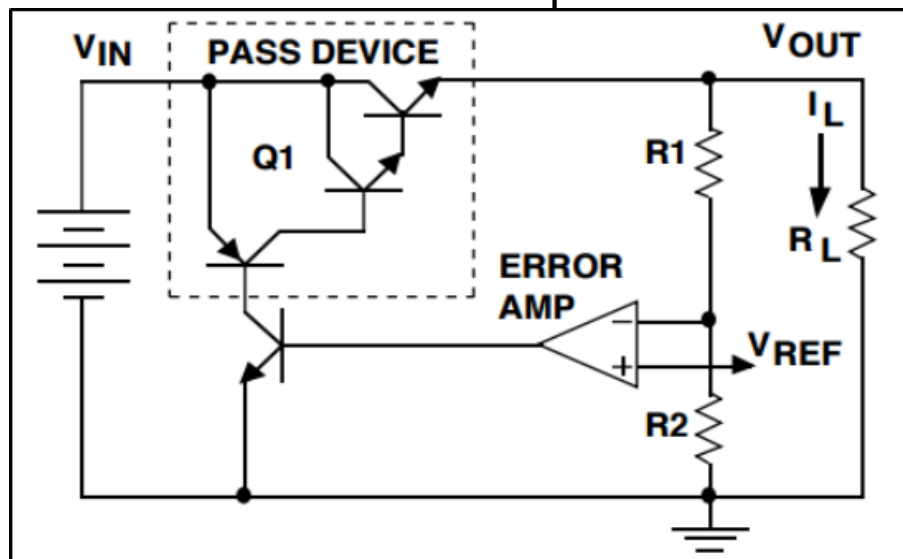 VIN
PASS DEVICE
VOUT
Q1
R1
IL
RL
ERROR
AMP
−
+
VREF
R2